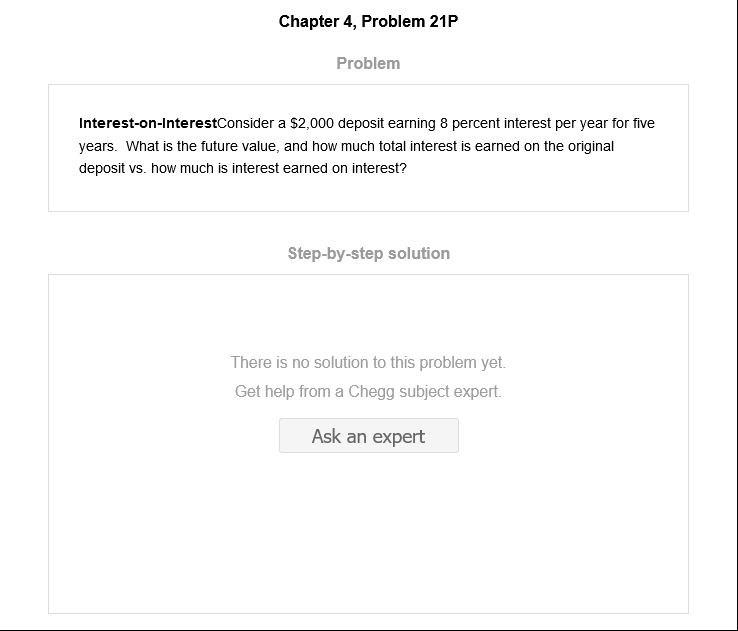 Chapter 4, Problem 21P
Problem
Interest-on-InterestConsider a $2,000 deposit earning 8 percent interest per year for five
years.  What is the future value, and how much total interest is earned on the original
deposit vs. how much is interest earned on interest?
Step-by-step solution
There is no solution to this problem yet.
Get help from a Chegg subject expert.
Ask an expert